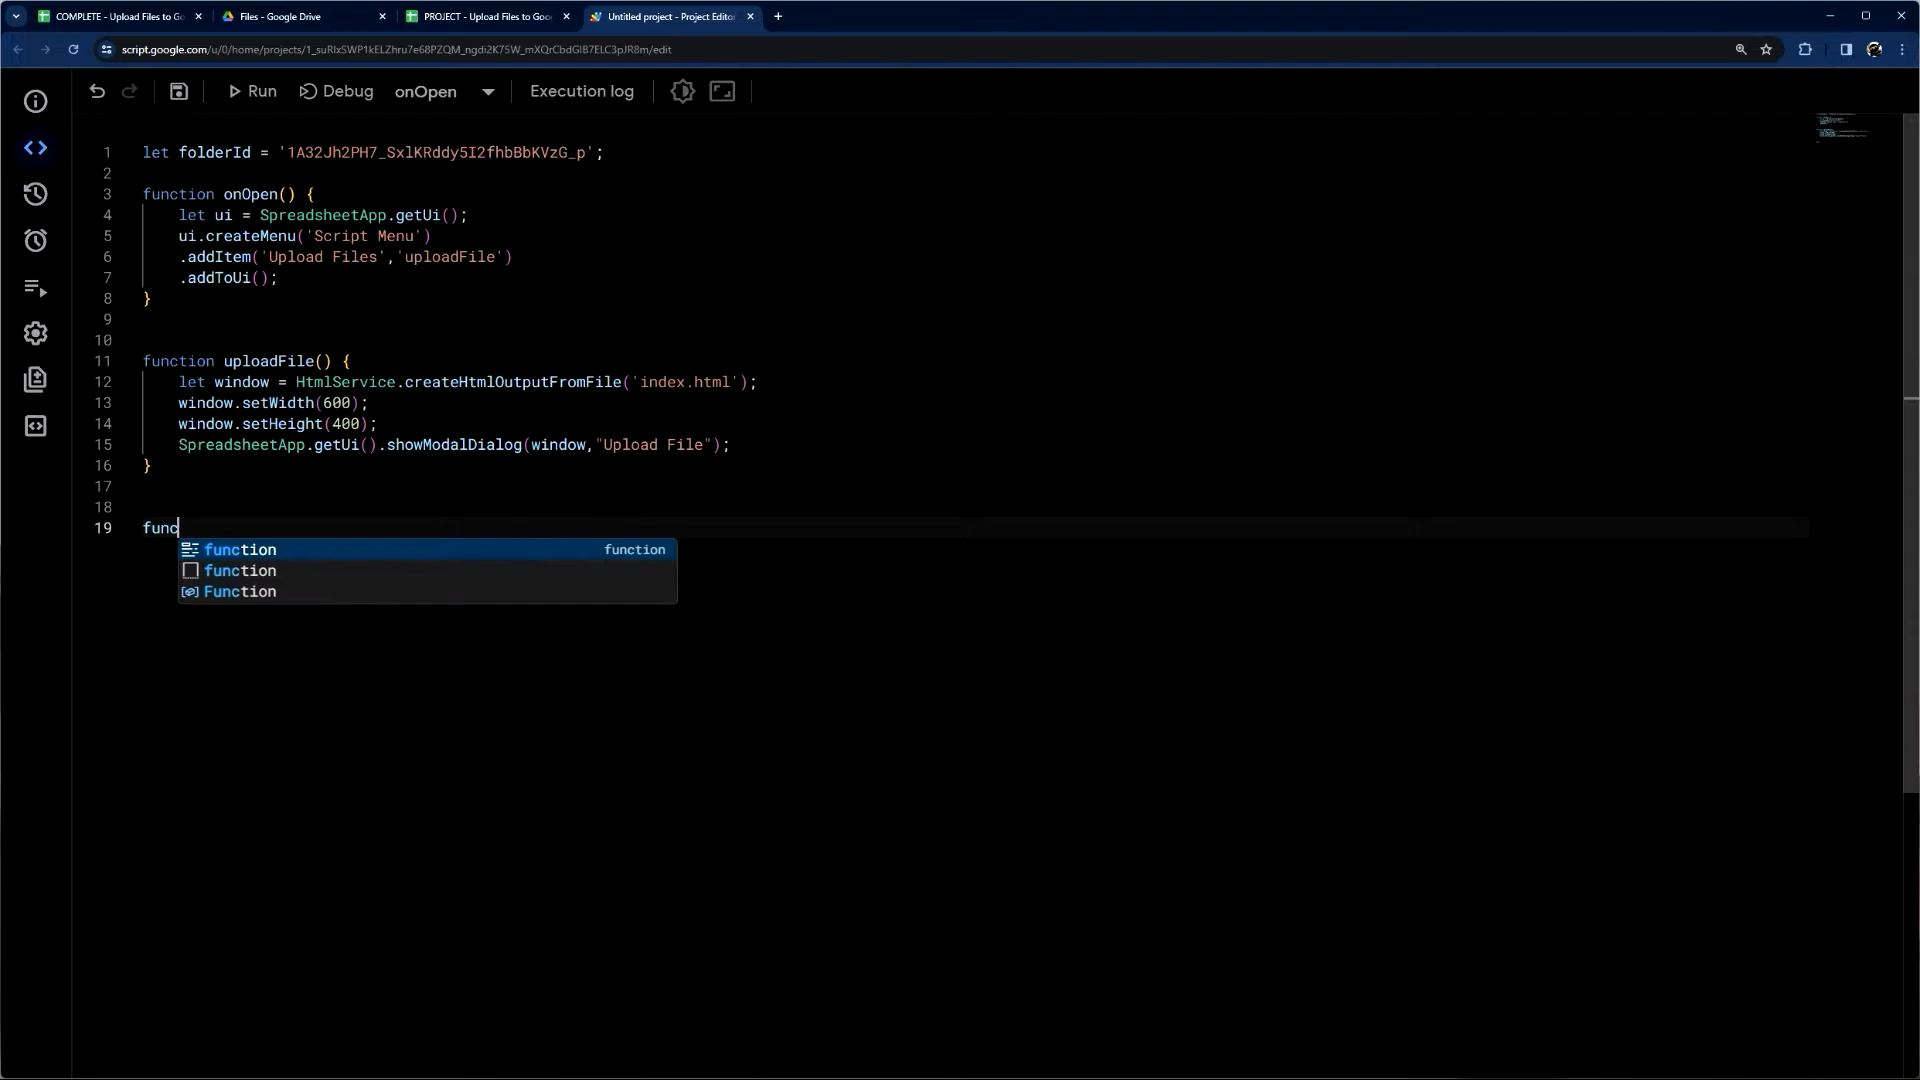 COMPLETE - Upload Files to Go
Files - Google Drive
PROJECT - Upload Files to Goo
Untitled project - Project Editor
script.google.com/u/0/home/projects/1_suRlxSWP1kELZhru7e68PZQM_ngdi2K75W_mXQrCbdGlB7ELC3pJR8m/edit
Run
Debug
onOpen
Execution log
1 let folderId = '1A32Jh2PH7_SxlKRddy5I2fhbBbKVzG_p';
2
3 function onOpen() {
4 let ui = SpreadsheetApp.getUi();
5 ui.createMenu('Script Menu')
6 .addItem('Upload Files','uploadFile')
7 .addToUi();
8 }
9
10
11 function uploadFile() {
12 let window = HtmlService.createHtmlOutputFromFile('index.html');
13 window.setWidth(600);
14 window.setHeight(400);
15 SpreadsheetApp.getUi().showModalDialog(window,"Upload File");
16 }
17
18
19 func
function function
function
Function